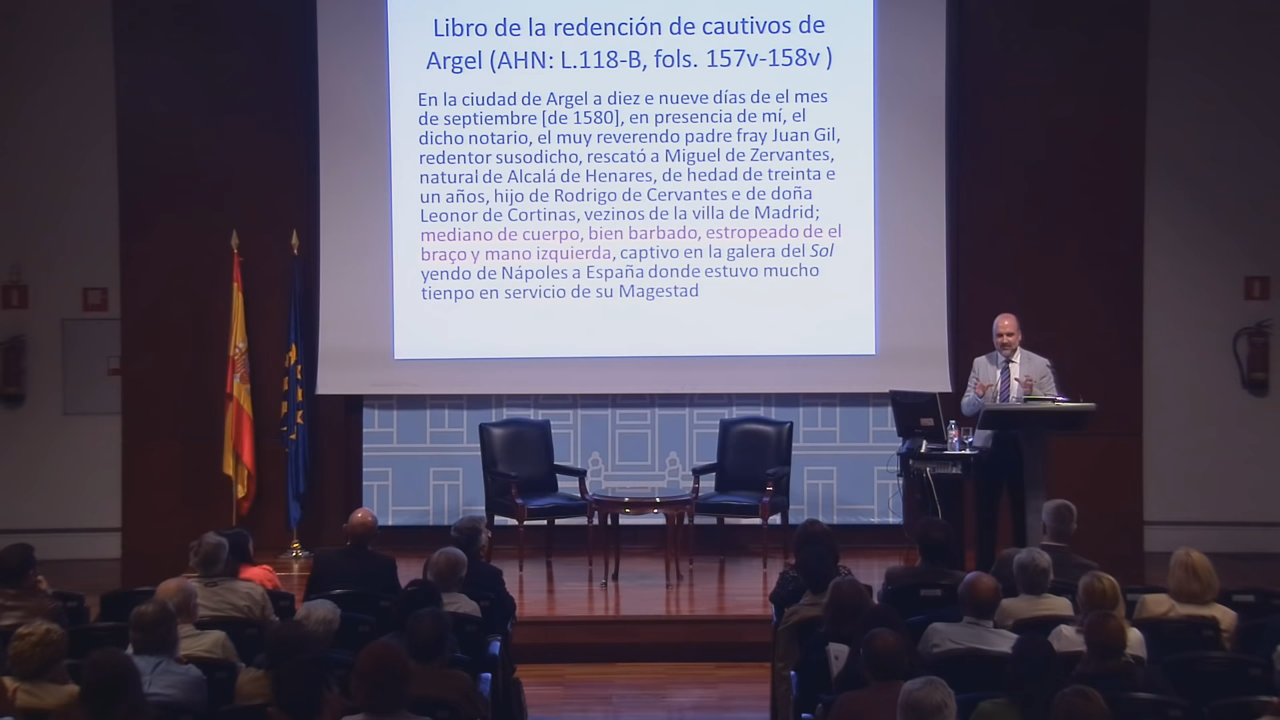 Libro de la redención de cautivos de
Argel (AHN: L.118-B, fols. 157v-158v )
En la ciudad de Argel a diez e nueve días de el mes
de septiembre [de 1580], en presencia de mí, el
dicho notario, el muy reverendo padre fray Juan Gil,
redentor susodicho, rescató a Miguel de Zervantes,
natural de Alcalá de Henares, de hedad de treinta e
un años, hijo de Rodrigo de Cervantes e de doña
Leonor de Cortinas, vezinos de la villa de Madrid;
mediano de cuerpo, bien barbado, estropeado de el
braço y mano izquierda, captivo en la galera del Sol
yendo de Nápoles a España donde estuvo mucho
tienpo en servicio de su Magestad